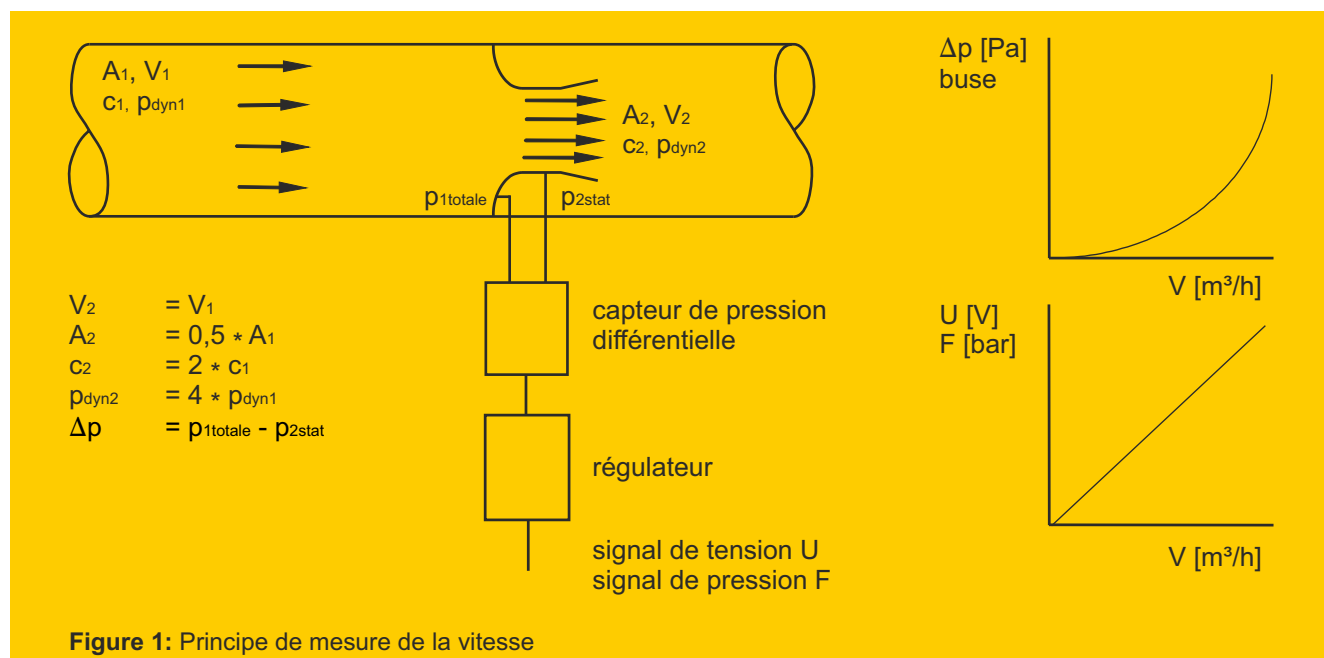 A1, V1
c1, pdyn1
A2, V2
c2, pdyn2
p1totale
p2stat
V2 = V1
A2 = 0,5 * A1
c2 = 2 * c1
pdyn2 = 4 * pdyn1
Δp = p1totale - p2stat
capteur de pression
différentielle
régulateur
signal de tension U
signal de pression F
Δp [Pa]
buse
V [m³/h]
U [V]
F [bar]
V [m³/h]
Figure 1: Principe de mesure de la vitesse